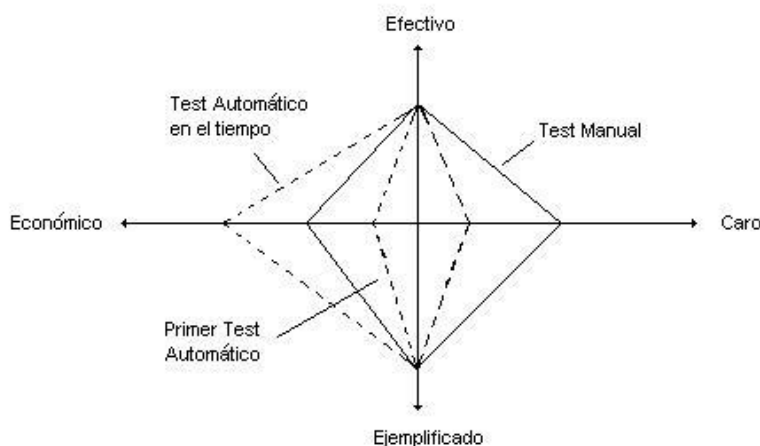 Efectivo
Test Automático
en el tiempo
Test Manual
Económico
Caro
Primer Test
Automático
Ejemplificado